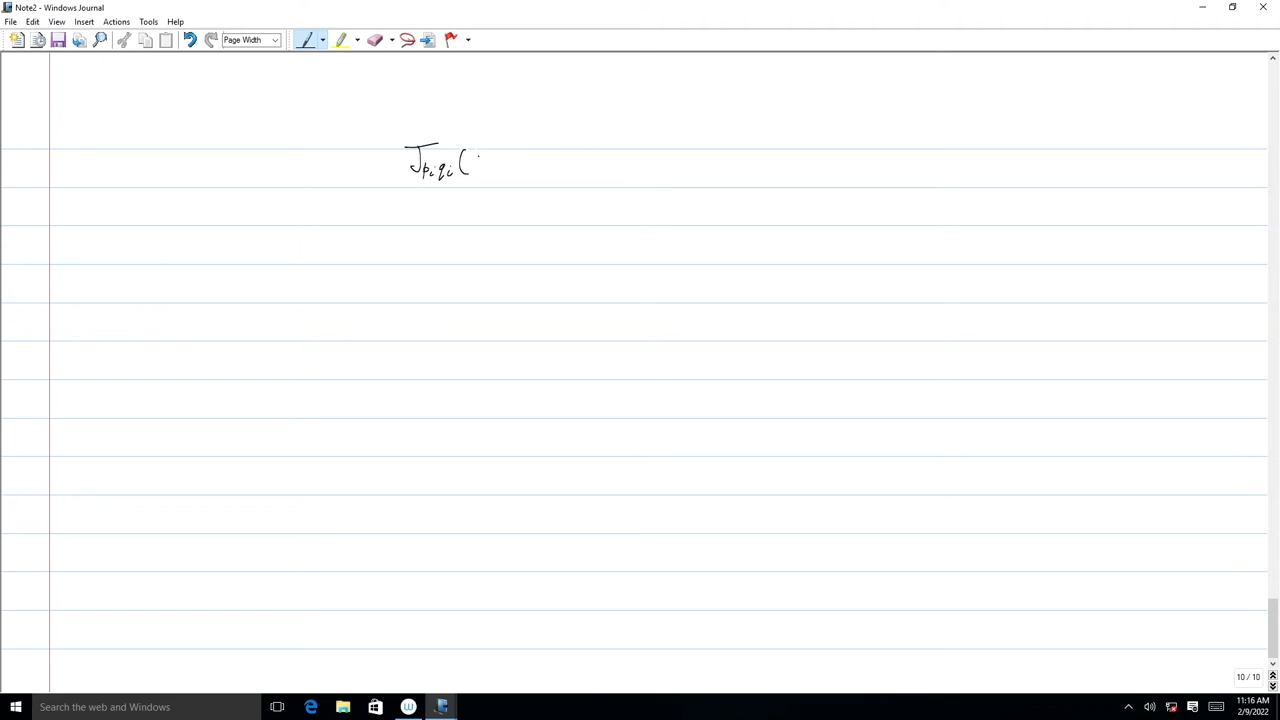 Note2 - Windows Journal
File Edit View Insert Actions Tools Help
Page Width
J_{p_i q_i} (
10 / 10
Search the web and Windows
11:16 AM
2/9/2022